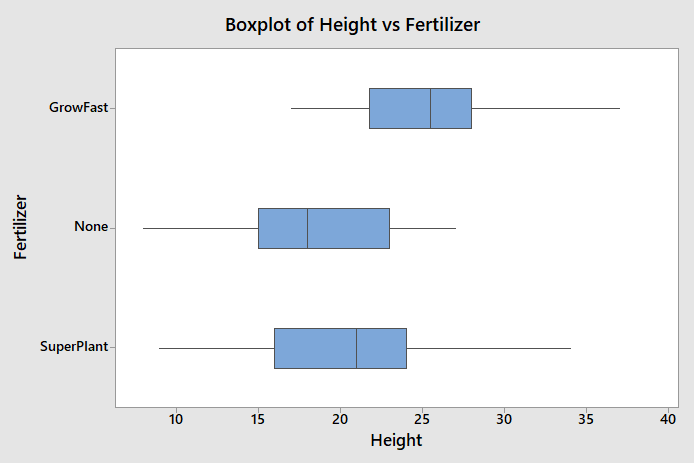 Boxplot of Height vs Fertilizer
Fertilizer
GrowFast
None
SuperPlant
10 15 20 25 30 35 40
Height